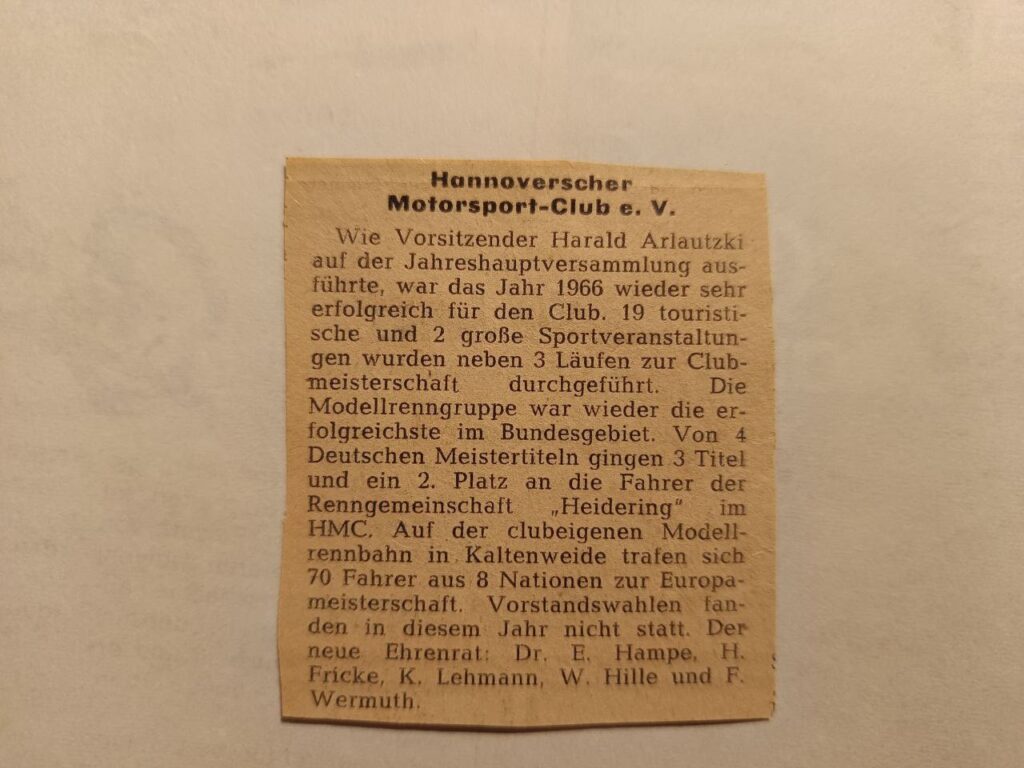 Hannoverscher
Motorsport-Club e. V.
Wie Vorsitzender Harald Arlautzki
auf der Jahreshauptversammlung aus-
führte, war das Jahr 1966 wieder sehr
erfolgreich für den Club. 19 touristi-
sche und 2 große Sportveranstaltun-
gen wurden neben 3 Läufen zur Club-
meisterschaft durchgeführt. Die
Modellrenngruppe war wieder die er-
folgreichste im Bundesgebiet. Von 4
Deutschen Meistertiteln gingen 3 Titel
und ein 2. Platz an die Fahrer der
Renngemeinschaft „Heidering“ im
HMC. Auf der clubeigenen Modell-
rennbahn in Kaltenweide trafen sich
70 Fahrer aus 8 Nationen zur Europa-
meisterschaft. Vorstandswahlen fan-
den in diesem Jahr nicht statt. Der
neue Ehrenrat: Dr. E. Hampe, H.
Fricke, K. Lehmann, W. Hille und F.
Wermuth.